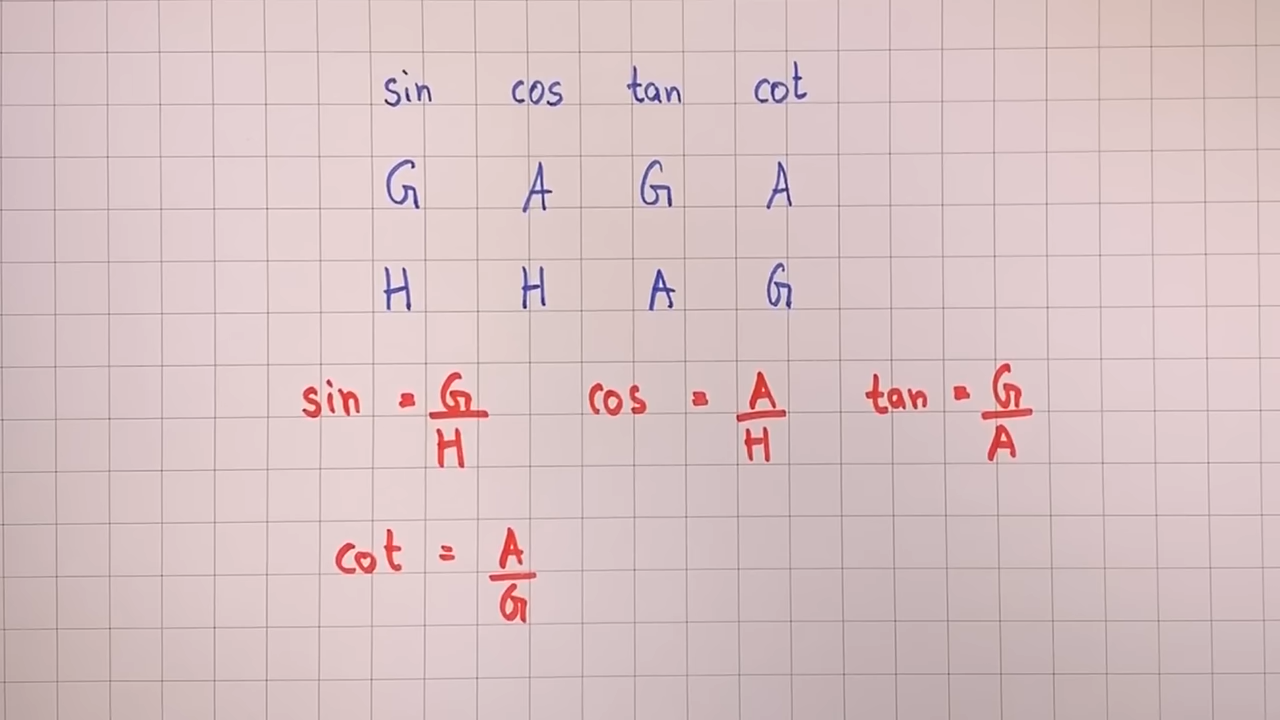 sin cos tan cot
G A G A
H H A G
sin = G/H cos = A/H tan = G/A
cot = A/G